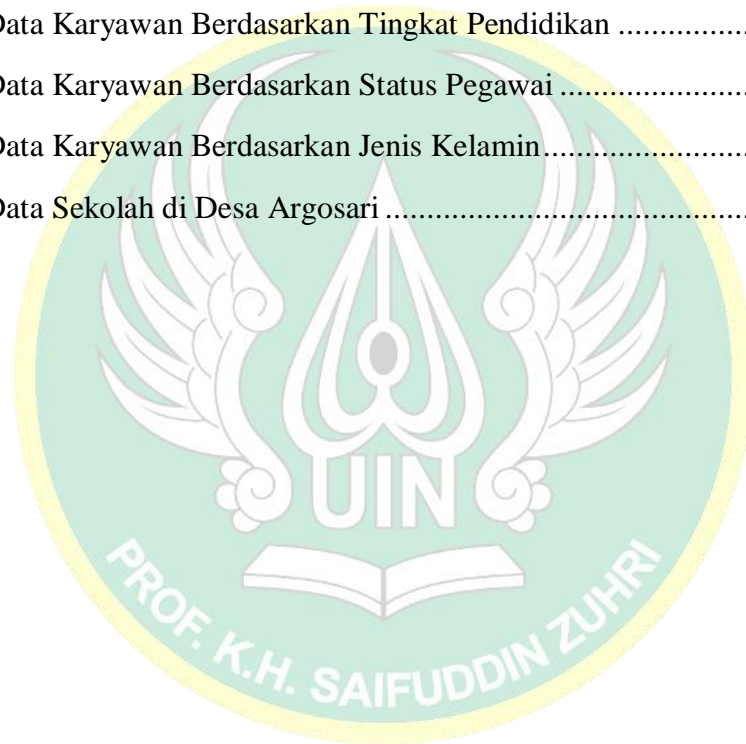 Data Karyawan Berdasarkan Tingkat Pendidikan ................
Data Karyawan Berdasarkan Status Pegawai .......................
Data Karyawan Berdasarkan Jenis Kelamin.........................
Data Sekolah di Desa Argosari .............................................
UIN
PROF. K.H. SAIFUDDIN ZUHRI